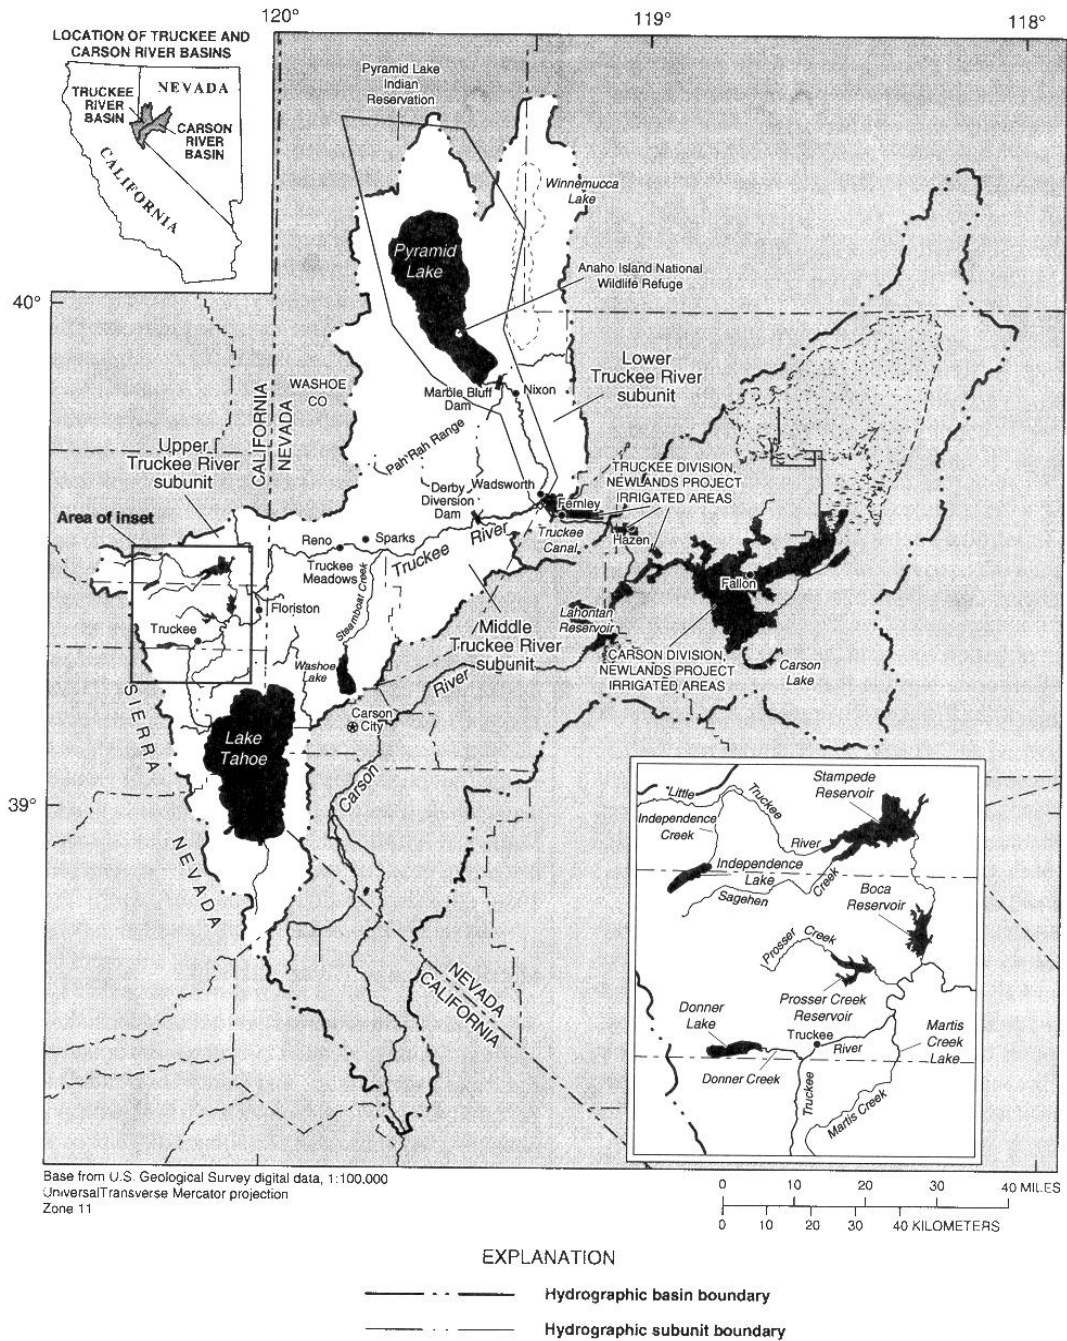 120°
119°
118°
LOCATION OF TRUCKEE AND
CARSON RIVER BASINS
NEVADA
TRUCKEE
RIVER
BASIN
CARSON
RIVER
BASIN
CALIFORNIA
Pyramid Lake
Indian
Reservation
Winnemucca
Lake
Pyramid
Lake
Anaho Island National
Wildlife Refuge
40°
Lower
Truckee River
subunit
WASHOE
CO
CALIFORNIA
NEVADA
Marble Bluff
Dam
Nixon
Pah Rah Range
Upper
Truckee River
subunit
TRUCKEE DIVISION,
NEWLANDS PROJECT
IRRIGATED AREAS
Wadsworth
Derby
Diversion
Dam
Fernley
Area of inset
Reno
Sparks
Truckee River
Truckee
Canal
Hazen
Truckee
Meadows
Steamboat Creek
Fallon
Floriston
Truckee
Lahontan
Reservoir
Middle
Truckee River
subunit
CARSON DIVISION,
NEWLANDS PROJECT
IRRIGATED AREAS
Carson
Lake
Washoe
Lake
SIERRA NEVADA
Carson
City
Carson River
Lake
Tahoe
39°
NEVADA
CALIFORNIA
Stampede
Reservoir
Little Truckee River
Independence
Creek
Independence
Lake
Sagehen Creek
Boca
Reservoir
Prosser Creek
Prosser Creek
Reservoir
Donner
Lake
Truckee
River
Martis
Creek
Lake
Donner Creek
Truckee
Martis Creek
Base from U.S. Geological Survey digital data, 1:100,000
Universal Transverse Mercator projection
Zone 11
0 10 20 30 40 MILES
0 10 20 30 40 KILOMETERS
EXPLANATION
Hydrographic basin boundary
Hydrographic subunit boundary